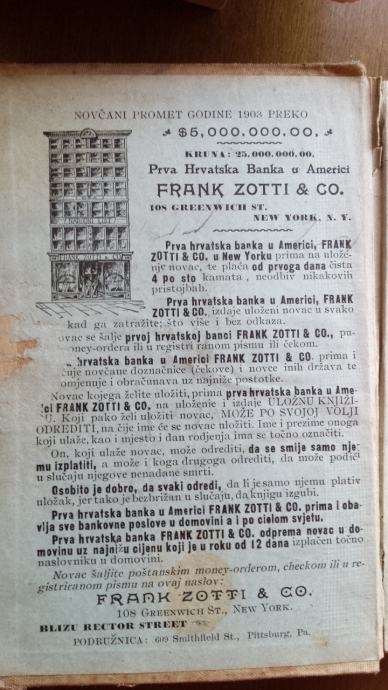 NOVČANI PROMET GODINE 1903 PREKO
$5,000.000.00.
KRUNA: 25.000.000.00.
Prva Hrvatska Banka u Americi
FRANK ZOTTI & CO.
108 GREENWICH ST.
NEW YORK, N. Y.
FRANK ZOTTI & CO.
Prva hrvatska banka u Americi, FRANK
ZOTTI & CO., u New Yorku prima na ulože-
nje novac, te plaća od prvoga dana čista
4 po sto kamata, neodbiv nikakovih
pristojbah.
Prva hrvatska banka u Americi, FRANK
ZOTTI & CO., izdaje uloženi novac u svako
kad ga zatražite; što više i bez odkaza.
ovac se šalje prvoj hrvatskoj banci FRANK ZOTTI & CO., pu-
ney-ordera ili u registriranom pismu ili čekom.
hrvatska banka u Americi FRANK ZOTTI & CO. prima i
uje novčane doznačnice (čekove) i novce inih država te
omjenuje i obračunava uz najniže postotke.
Novac kojega želite uložiti, prima prva hrvatska banka u Ame-
ici FRANK ZOTTI & CO., na uloženje i izdaje ULOŽNU KNJIŽI-
U. Koji pako želi uložiti novac, MOŽE PO SVOJOJ VOLJI
ODREDITI, na čije ime će se novac uložiti. Ime i prezime onoga
koji ulaže, kao i mjesto i dan rodjenja ima se točno označiti.
On, koji ulaže novac, može odrediti, da se smije samo nje-
mu izplatiti, a može i koga drugoga odrediti, da može podići
u slučaju njegove nenadane smrti.
Osobito je dobro, da svaki odredi, da li je samo njemu plativ
uložak, jer tako je bezbrižan u slučaju, da knjigu izgubi.
Prva hrvatska banka u Americi FRANK ZOTTI & CO. prima i oba-
vlja sve bankovne poslove u domovini a i po cielom svjetu.
Prva hrvatska banka FRANK ZOTTI & CO. odprema novac u do-
movinu uz najnižu cijenu koji je u roku od 12 dana izplaćen točno
naslovniku u domovini.
Novac šaljite poštanskim money-orderom, checkom ili u re-
gistriranom pismu na ovaj naslov:
FRANK ZOTTI & CO.
108 GREENWICH ST., NEW YORK.
BLIZU RECTOR STREET
PODRUŽNICA: 609 Smithfield St., Pittsburg, Pa.